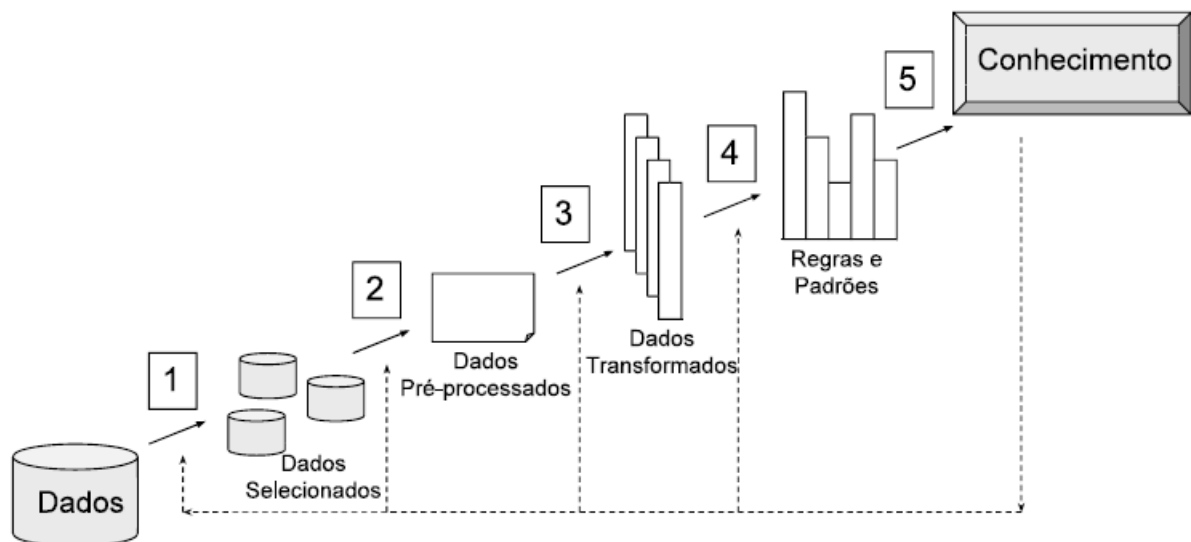 Conhecimento
5
4
3
Regras e
Padrões
2
Dados
Transformados
1
Dados
Pré-processados
Dados
Selecionados
Dados